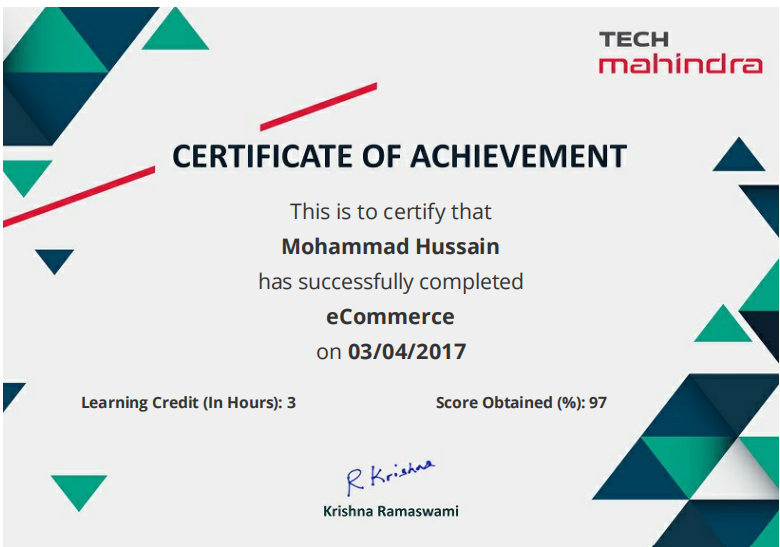 TECH
mahindra
CERTIFICATE OF ACHIEVEMENT
This is to certify that
Mohammad Hussain
has successfully completed
eCommerce
on 03/04/2017
Learning Credit (In Hours): 3
Score Obtained (%): 97
R Krishna
Krishna Ramaswami